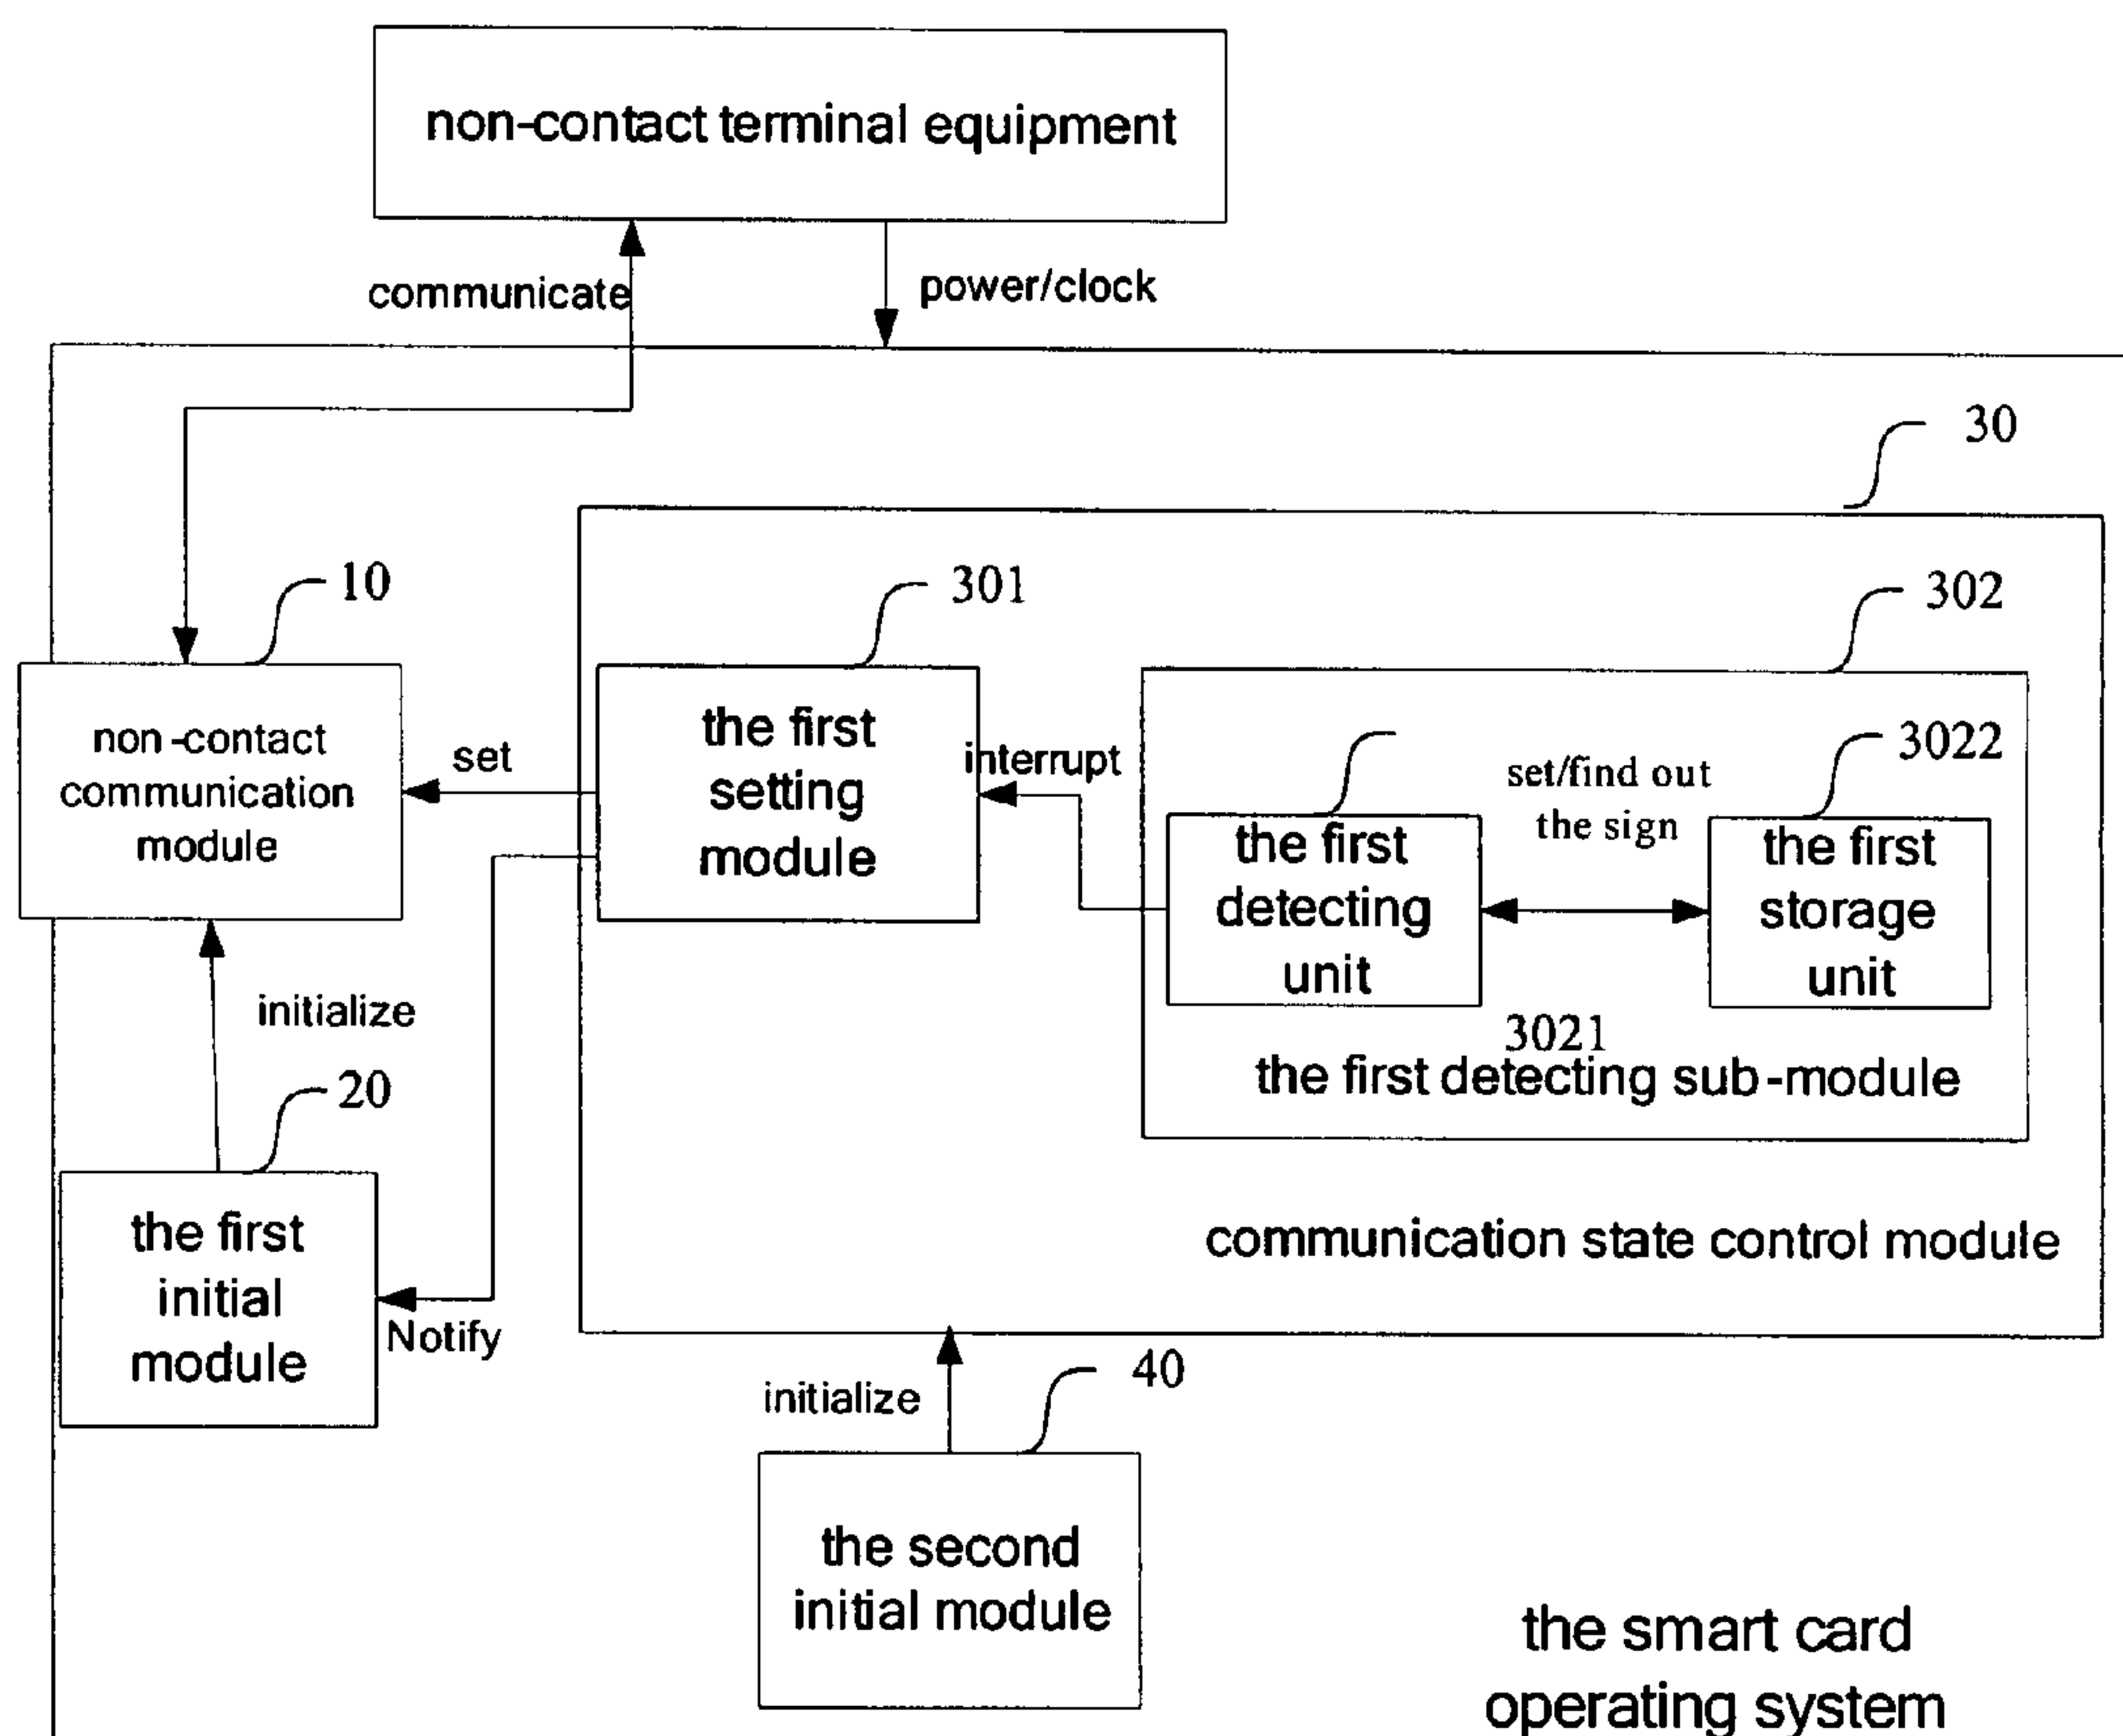 non-contact terminal equipment
communicate
power/clock
30
10
301
302
non-contact
communication
module
set
the first
setting
module
interrupt
set/find out
the sign
3022
the first
detecting
unit
the first
storage
unit
3021
the first detecting sub-module
initialize
20
the first
initial
module
Notify
communication state control module
initialize
40
the second
initial module
the smart card
operating system